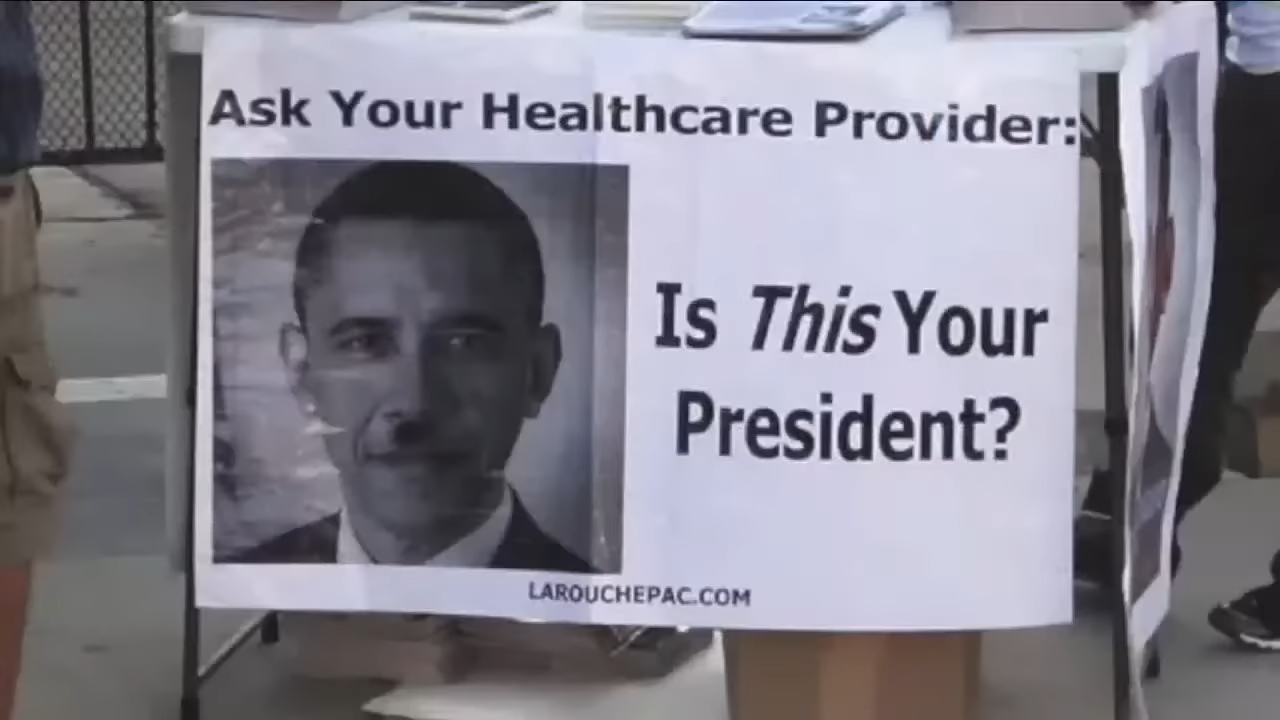 Ask Your Healthcare Provider:
Is This Your
President?
LAROUCHEPAC.COM